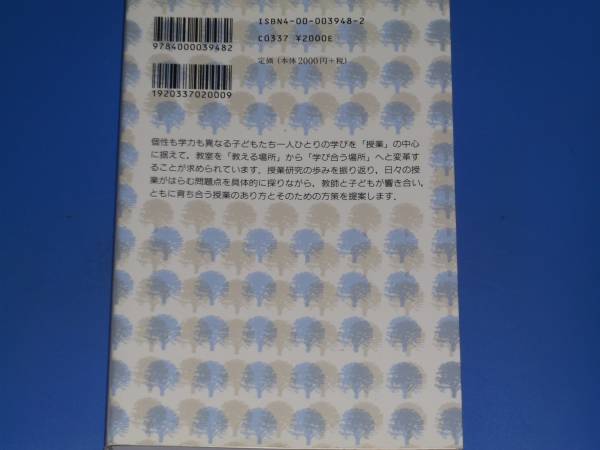 ISBN4-00-003948-2
C0337 ¥2000E
定価（本体2000円+税）
9784000039482
1920337020009
個性も学力も異なる子どもたち一人ひとりの学びを「授業」の中心
に据えて，教室を「教える場所」から「学び合う場所」へと変革す
ることが求められています．授業研究の歩みを振り返り，日々の授
業がはらむ問題点を具体的に探りながら，教師と子どもが響き合い，
ともに育ち合う授業のあり方とそのための方策を提案します．